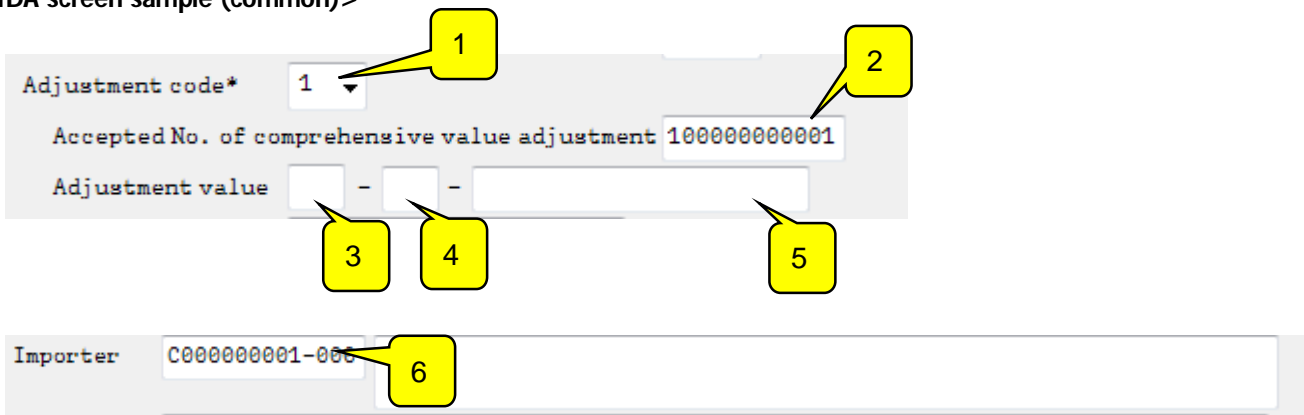 DA screen sample (common)>
1
2
Adjustment code* 1
Accepted No. of comprehensive value adjustment 100000000001
Adjustment value - -
3 4 5
Importer C000000001-000
6